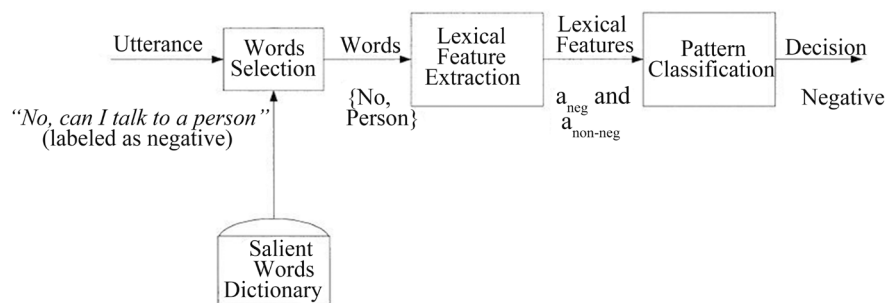 Utterance
Words
Selection
Words
Lexical
Feature
Extraction
Lexical
Features
Pattern
Classification
Decision
“No, can I talk to a person”
(labeled as negative)
{No,
Person}
a_neg and
a_non-neg
Negative
Salient
Words
Dictionary